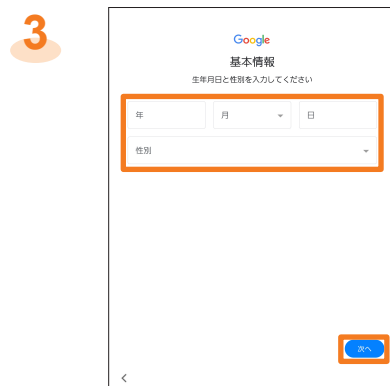 3
Google
基本情報
生年月日と性別を入力してください
年 月 日
性別
次へ